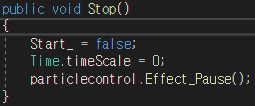 public void Stop()
{
Start_ = false;
Time.timeScale = 0;
particlecontrol.Effect_Pause();
}